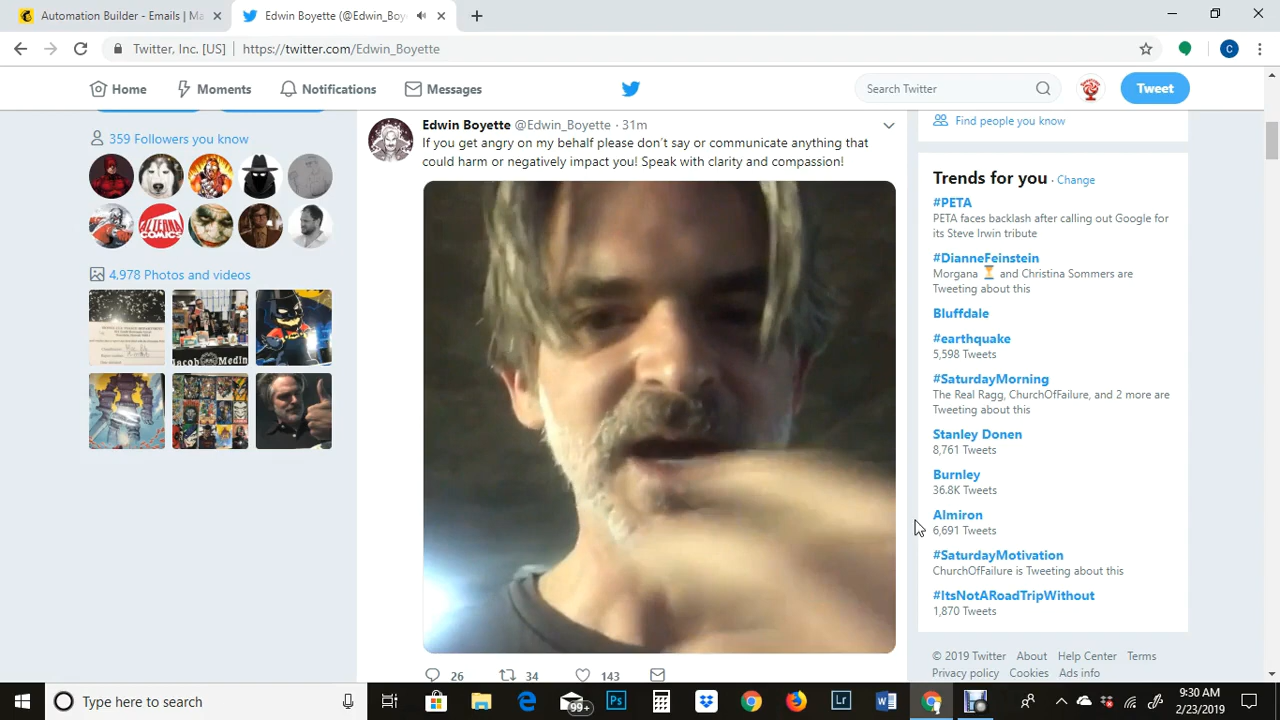 Automation Builder - Emails | Ma
Edwin Boyette (@Edwin_Boy
Twitter, Inc. [US]
https://twitter.com/Edwin_Boyette
C
Home
Moments
Notifications
Messages
Search Twitter
Tweet
359 Followers you know
ALTERNA
COMICS
4,978 Photos and videos
Edwin Boyette @Edwin_Boyette · 31m
If you get angry on my behalf please don't say or communicate anything that
could harm or negatively impact you! Speak with clarity and compassion!
26
34
143
Find people you know
Trends for you · Change
#PETA
PETA faces backlash after calling out Google for
its Steve Irwin tribute
#DianneFeinstein
Morgana ⏳ and Christina Sommers are
Tweeting about this
Bluffdale
#earthquake
5,598 Tweets
#SaturdayMorning
The Real Ragg, ChurchOfFailure, and 2 more are
Tweeting about this
Stanley Donen
8,761 Tweets
Burnley
36.8K Tweets
Almiron
6,691 Tweets
#SaturdayMotivation
ChurchOfFailure is Tweeting about this
#ItsNotARoadTripWithout
1,870 Tweets
© 2019 Twitter About Help Center Terms
Privacy policy Cookies Ads info
Type here to search
99+
Ps
Lr
9:30 AM
2/23/2019